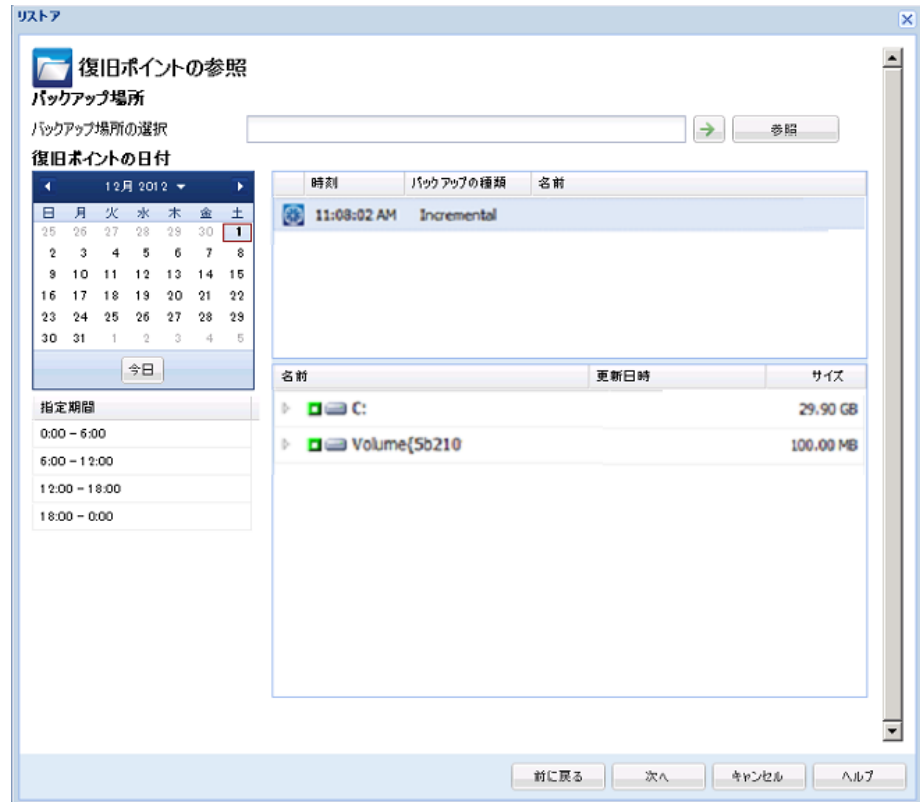 リストア
復旧ポイントの参照
バックアップ場所
バックアップ場所の選択
参照
復旧ポイントの日付
12月 2012
日 月 火 水 木 金 土
25 26 27 28 29 30 1
2 3 4 5 6 7 8
9 10 11 12 13 14 15
16 17 18 19 20 21 22
23 24 25 26 27 28 29
30 31 1 2 3 4 5
今日
指定期間
0:00 - 6:00
6:00 - 12:00
12:00 - 18:00
18:00 - 0:00
時刻 バックアップの種類 名前
11:08:02 AM Incremental
名前 更新日時 サイズ
C: 29.90 GB
Volume{5b210 100.00 MB
前に戻る 次へ キャンセル ヘルプ